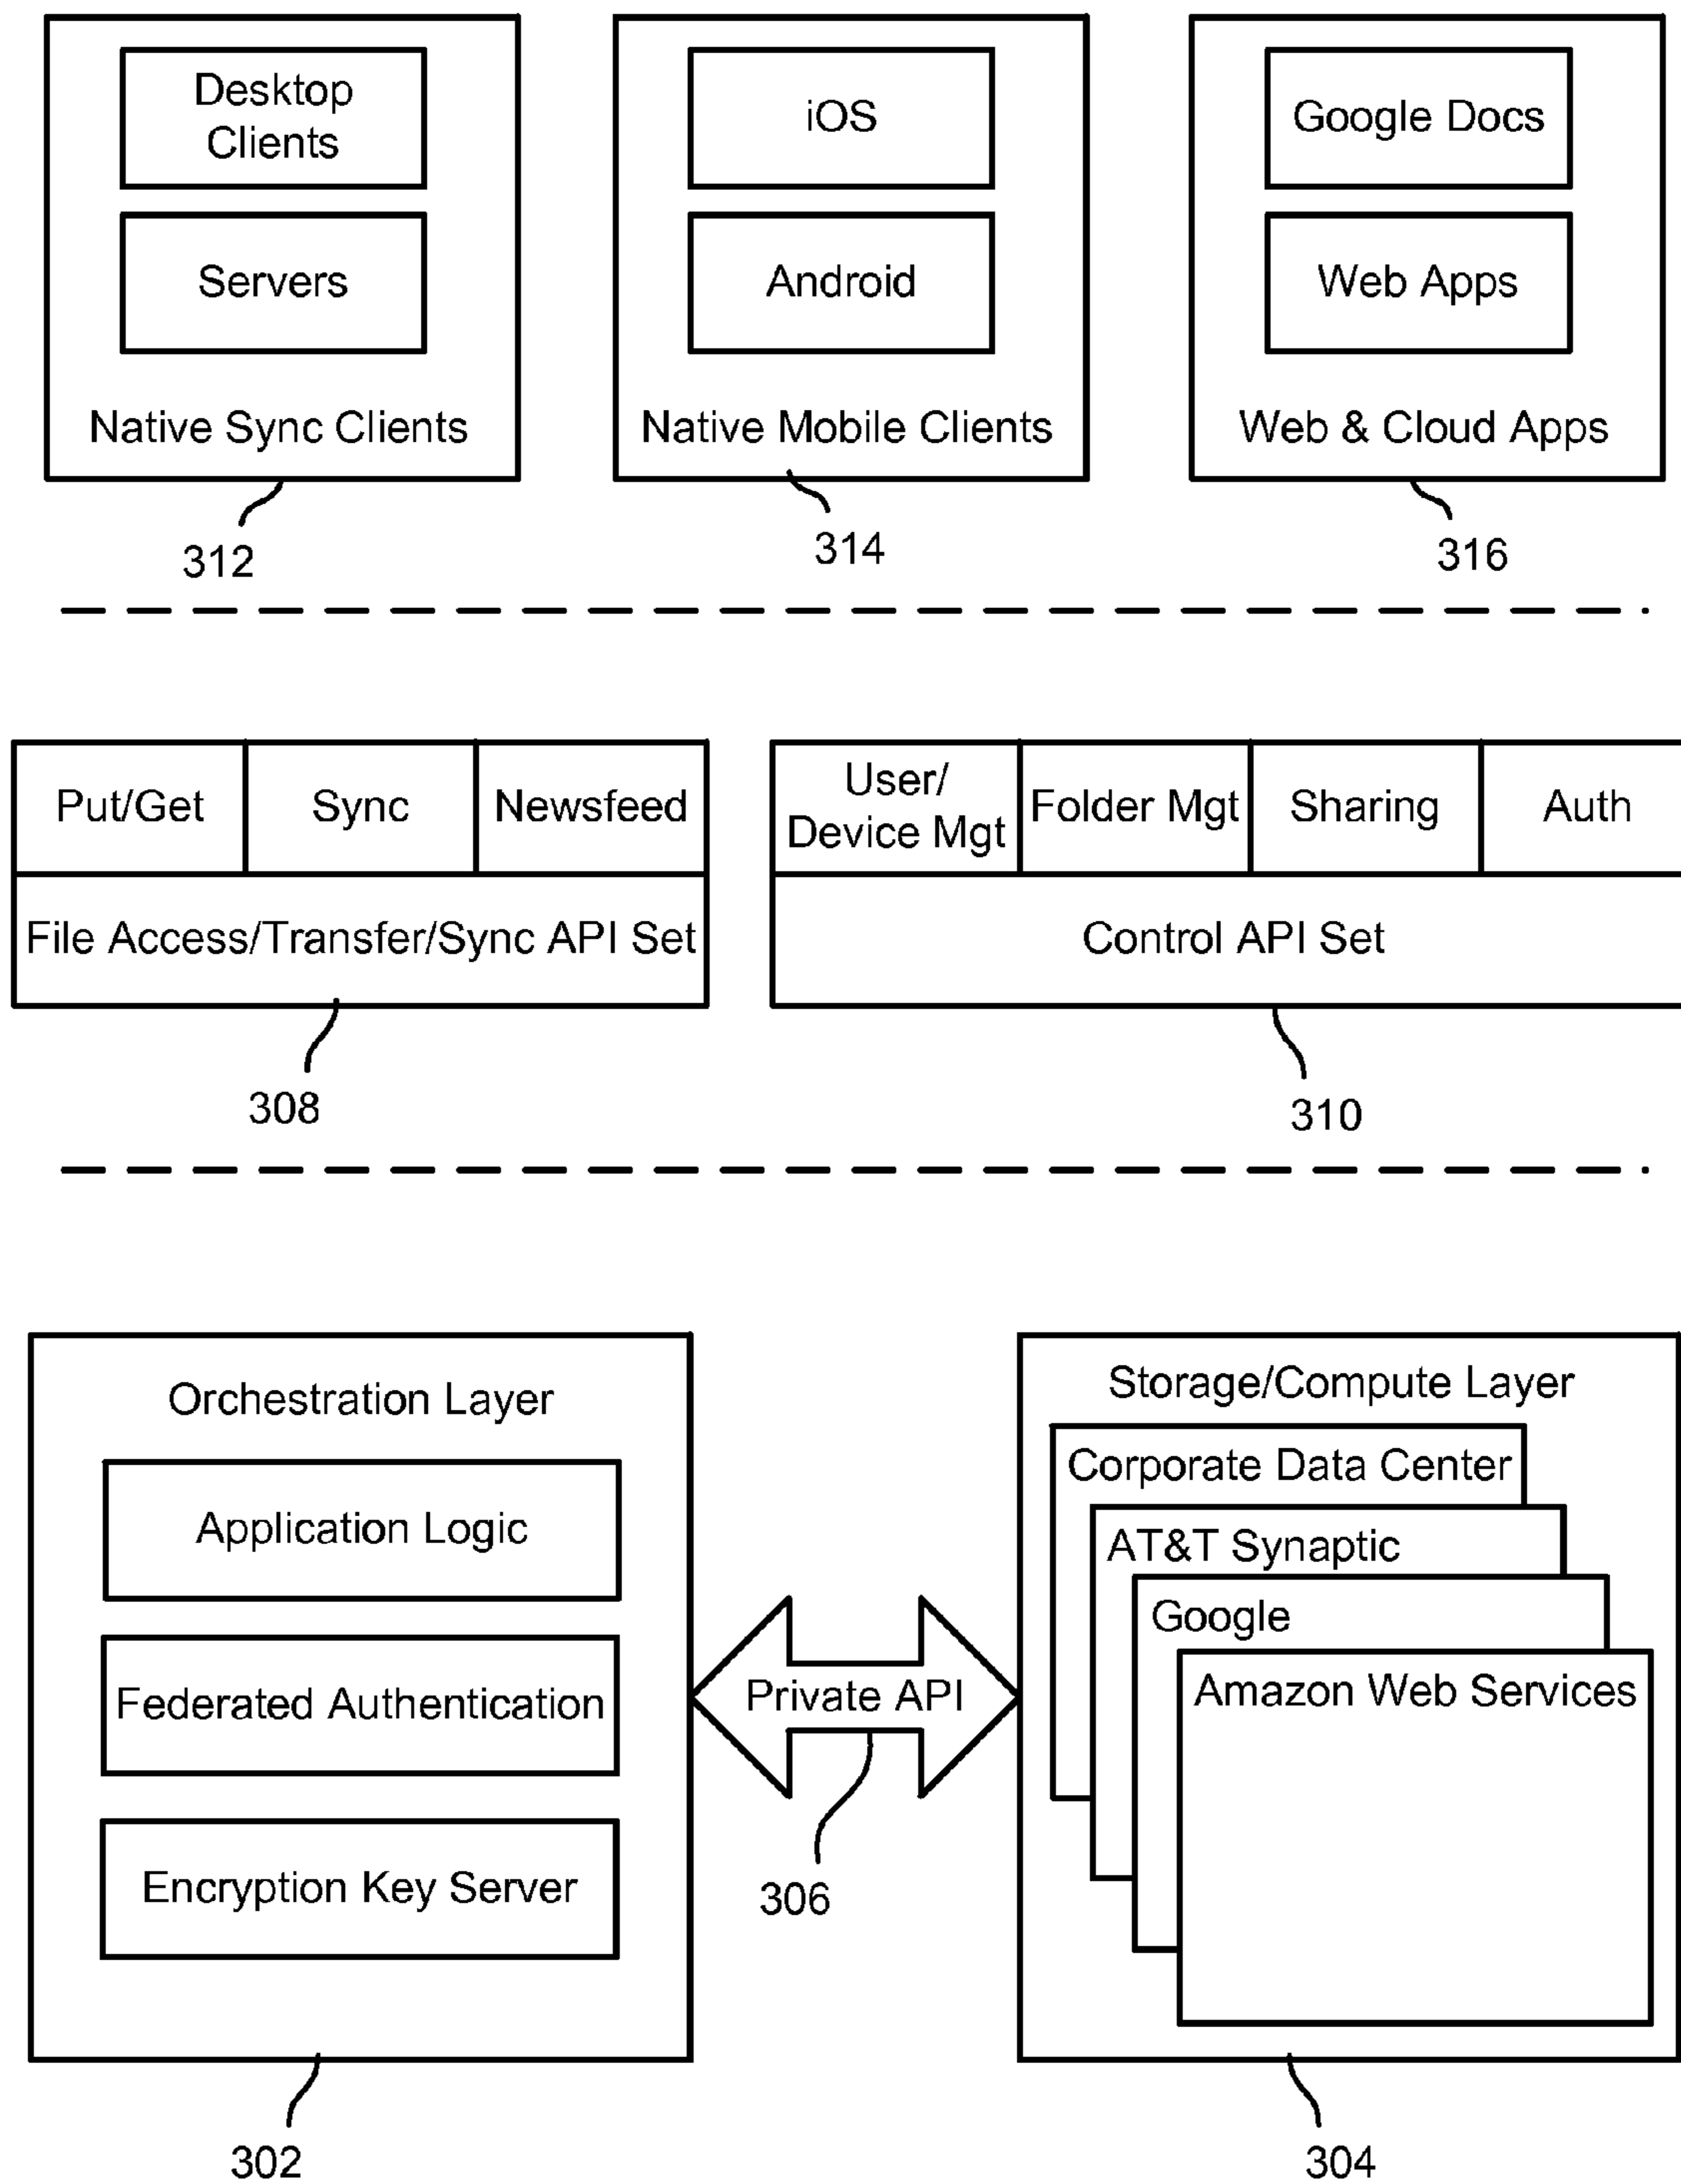 Desktop
Clients
Servers
Native Sync Clients
312
iOS
Android
Native Mobile Clients
314
Google Docs
Web Apps
Web & Cloud Apps
316
Put/Get
Sync
Newsfeed
File Access/Transfer/Sync API Set
308
User/
Device Mgt
Folder Mgt
Sharing
Auth
Control API Set
310
Orchestration Layer
Application Logic
Federated Authentication
Encryption Key Server
302
Private API
306
Storage/Compute Layer
Corporate Data Center
AT&T Synaptic
Google
Amazon Web Services
304